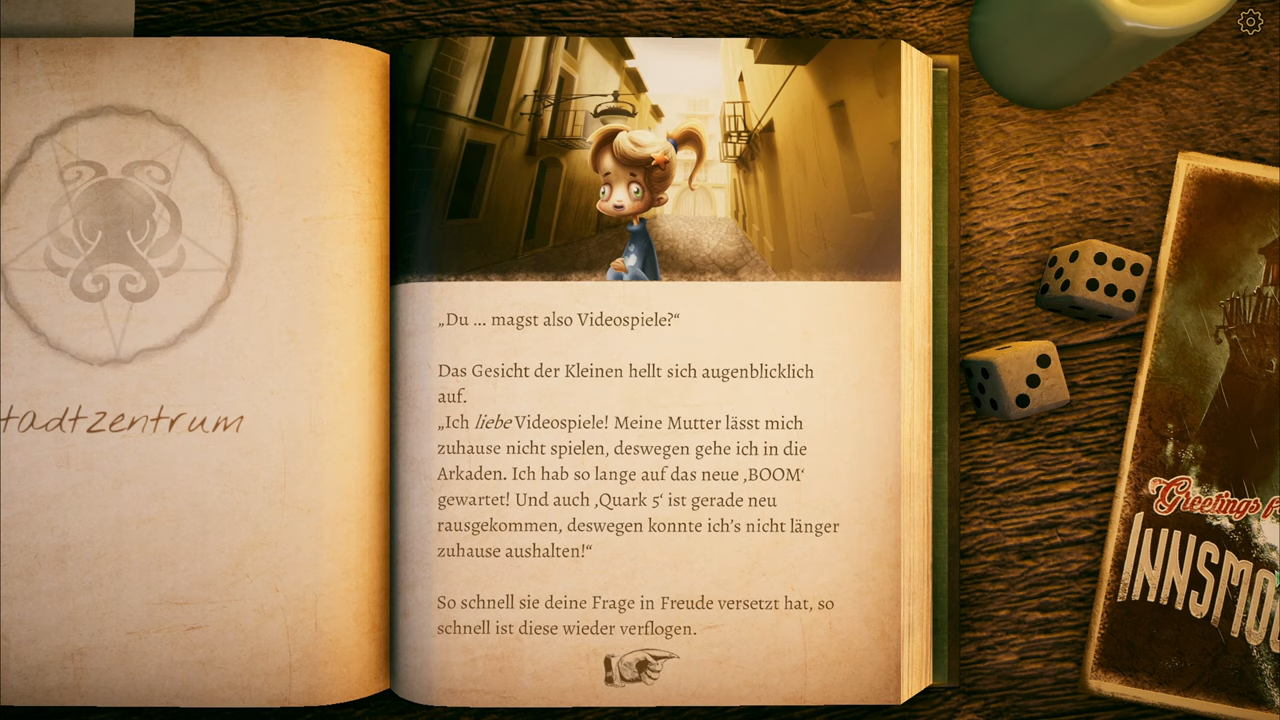 tadtzentrum
„Du ... magst also Videospiele?“
Das Gesicht der Kleinen hellt sich augenblicklich
auf.
„Ich liebe Videospiele! Meine Mutter lässt mich
zuhause nicht spielen, deswegen gehe ich in die
Arkaden. Ich hab so lange auf das neue ‚BOOM‘
gewartet! Und auch ‚Quark 5‘ ist gerade neu
rausgekommen, deswegen konnte ich’s nicht länger
zuhause aushalten!“
So schnell sie deine Frage in Freude versetzt hat, so
schnell ist diese wieder verflogen.
Greetings f
INNSMO